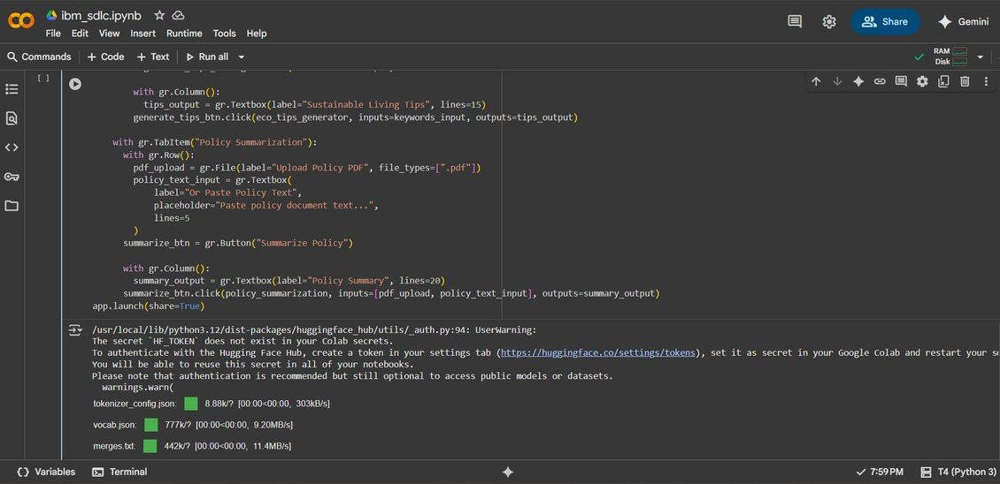 ibm_sdlc.ipynb
File Edit View Insert Runtime Tools Help
Share
Gemini
Commands + Code + Text Run all
RAM
Disk
[ ]
with gr.Column():
tips_output = gr.Textbox(label="Sustainable Living Tips", lines=15)
generate_tips_btn.click(eco_tips_generator, inputs=keywords_input, outputs=tips_output)
with gr.TabItem("Policy Summarization"):
with gr.Row():
pdf_upload = gr.File(label="Upload Policy PDF", file_types=[".pdf"])
policy_text_input = gr.Textbox(
label="Or Paste Policy Text",
placeholder="Paste policy document text...",
lines=5
)
summarize_btn = gr.Button("Summarize Policy")
with gr.Column():
summary_output = gr.Textbox(label="Policy Summary", lines=20)
summarize_btn.click(policy_summarization, inputs=[pdf_upload, policy_text_input], outputs=summary_output)
app.launch(share=True)
/usr/local/lib/python3.12/dist-packages/huggingface_hub/utils/_auth.py:94: UserWarning:
The secret `HF_TOKEN` does not exist in your Colab secrets.
To authenticate with the Hugging Face Hub, create a token in your settings tab (https://huggingface.co/settings/tokens), set it as secret in your Google Colab and restart your
You will be able to reuse this secret in all of your notebooks.
Please note that authentication is recommended but still optional to access public models or datasets.
warnings.warn(
tokenizer_config.json: 8.88k/? [00:00<00:00, 303kB/s]
vocab.json: 777k/? [00:00<00:00, 9.20MB/s]
merges.txt: 442k/? [00:00<00:00, 11.4MB/s]
Variables Terminal
7:59 PM
T4 (Python 3)